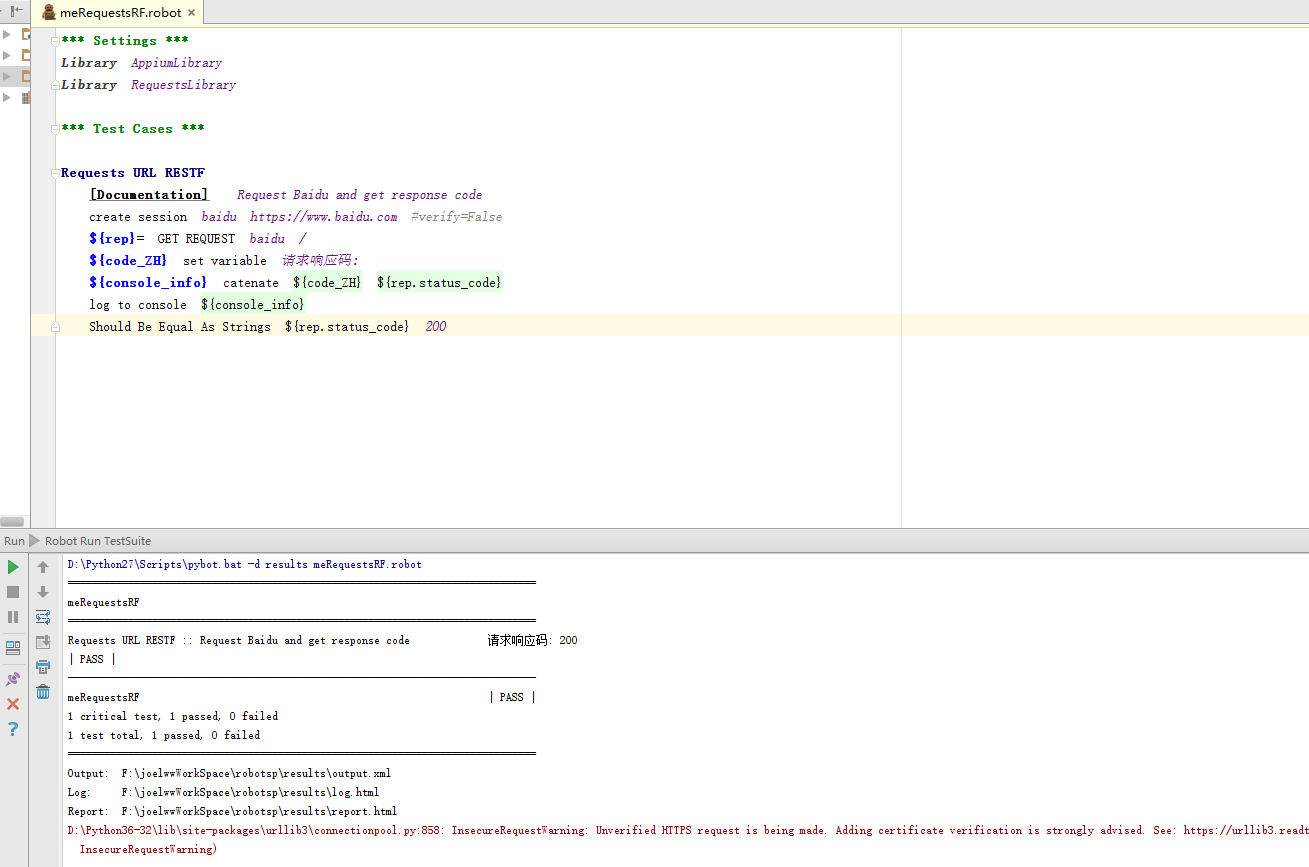 meRequestsRF.robot
*** Settings ***
Library  AppiumLibrary
Library  RequestsLibrary
*** Test Cases ***
Requests URL RESTF
[Documentation]    Request Baidu and get response code
create session  baidu  https://www.baidu.com  #verify=False
${rep}=  GET REQUEST  baidu  /
${code_ZH}  set variable  请求响应码:
${console_info}  catenate  ${code_ZH}  ${rep.status_code}
log to console  ${console_info}
Should Be Equal As Strings  ${rep.status_code}  200
Run  Robot Run TestSuite
D:\Python27\Scripts\pybot.bat -d results meRequestsRF.robot
==============================================================================
meRequestsRF
==============================================================================
Requests URL RESTF :: Request Baidu and get response code             请求响应码: 200
| PASS |
------------------------------------------------------------------------------
meRequestsRF                                                          | PASS |
1 critical test, 1 passed, 0 failed
1 test total, 1 passed, 0 failed
==============================================================================
Output:  F:\joelwwWorkSpace\robotsp\results\output.xml
Log:     F:\joelwwWorkSpace\robotsp\results\log.html
Report:  F:\joelwwWorkSpace\robotsp\results\report.html
D:\Python36-32\lib\site-packages\urllib3\connectionpool.py:858: InsecureRequestWarning: Unverified HTTPS request is being made. Adding certificate verification is strongly advised. See: https://urllib3.readt
InsecureRequestWarning)